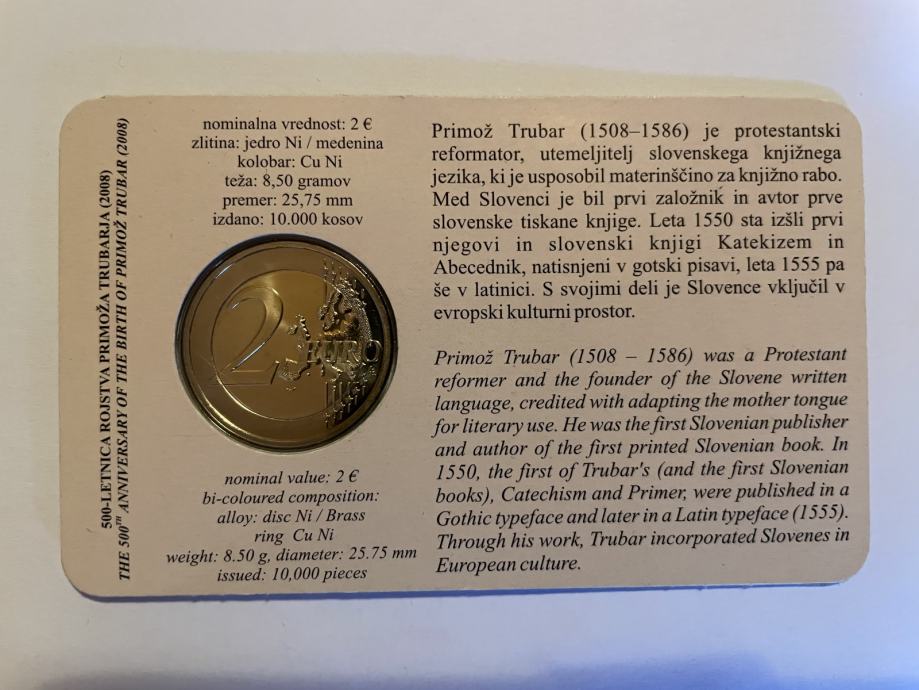 500-LETNICA ROJSTVA PRIMOŽA TRUBARJA (2008)
THE 500TH ANNIVERSARY OF THE BIRTH OF PRIMOŽ TRUBAR (2008)
nominalna vrednost: 2 €
zlitina: jedro Ni / medenina
kolobar: Cu Ni
teža: 8,50 gramov
premer: 25,75 mm
izdano: 10.000 kosov
2 EURO
nominal value: 2 €
bi-coloured composition:
alloy: disc Ni / Brass
ring Cu Ni
weight: 8.50 g, diameter: 25.75 mm
issued: 10,000 pieces
Primož Trubar (1508–1586) je protestantski
reformator, utemeljitelj slovenskega knjižnega
jezika, ki je usposobil materinščino za knjižno rabo.
Med Slovenci je bil prvi založnik in avtor prve
slovenske tiskane knjige. Leta 1550 sta izšli prvi
njegovi in slovenski knjigi Katekizem in
Abecednik, natisnjeni v gotski pisavi, leta 1555 pa
še v latinici. S svojimi deli je Slovence vključil v
evropski kulturni prostor.
Primož Trubar (1508 – 1586) was a Protestant
reformer and the founder of the Slovene written
language, credited with adapting the mother tongue
for literary use. He was the first Slovenian publisher
and author of the first printed Slovenian book. In
1550, the first of Trubar's (and the first Slovenian
books), Catechism and Primer, were published in a
Gothic typeface and later in a Latin typeface (1555).
Through his work, Trubar incorporated Slovenes in
European culture.